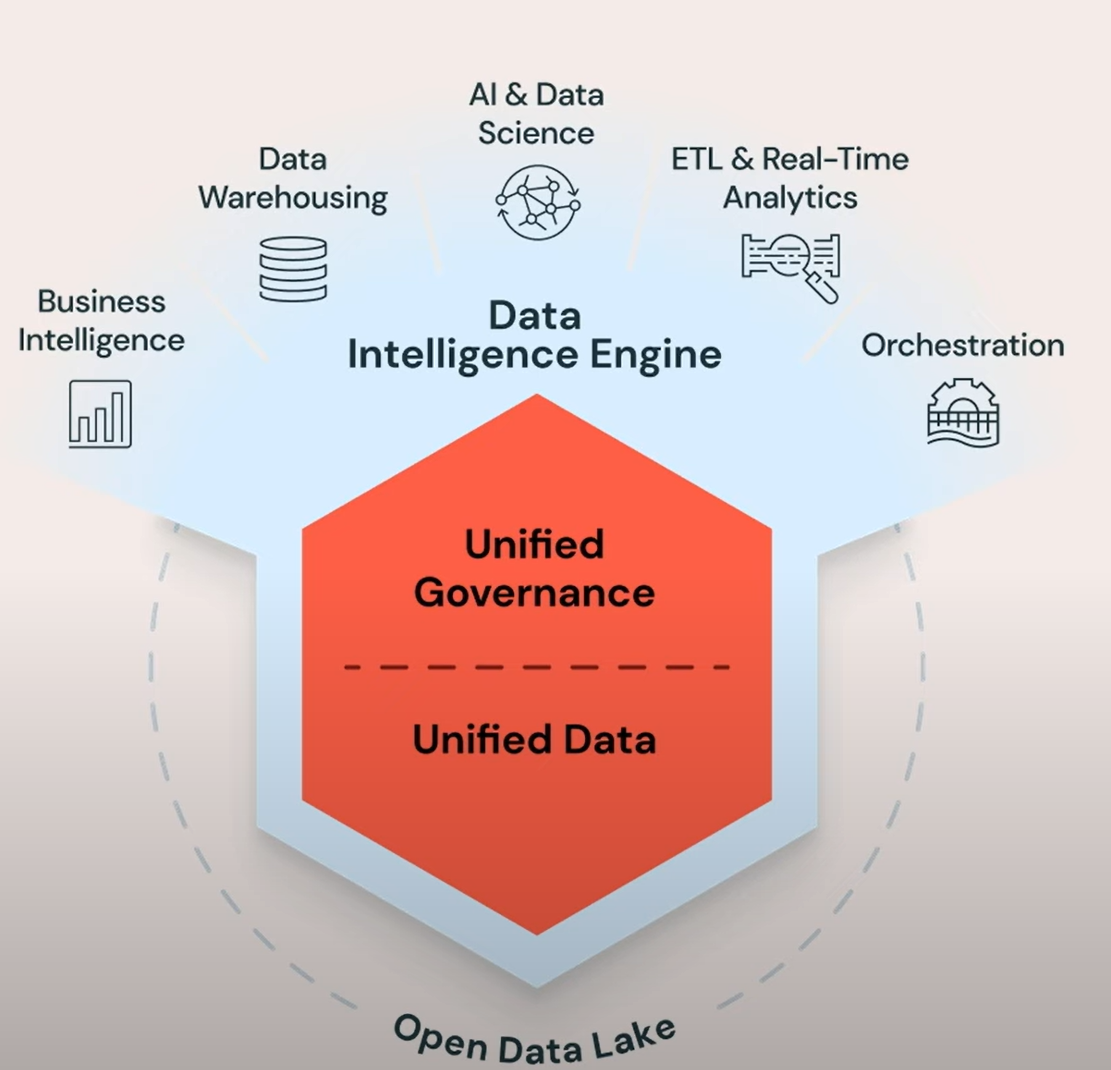 AI & Data
Science
Data
Warehousing
ETL & Real-Time
Analytics
Business
Intelligence
Orchestration
Data
Intelligence Engine
Unified
Governance
Unified Data
Open Data Lake